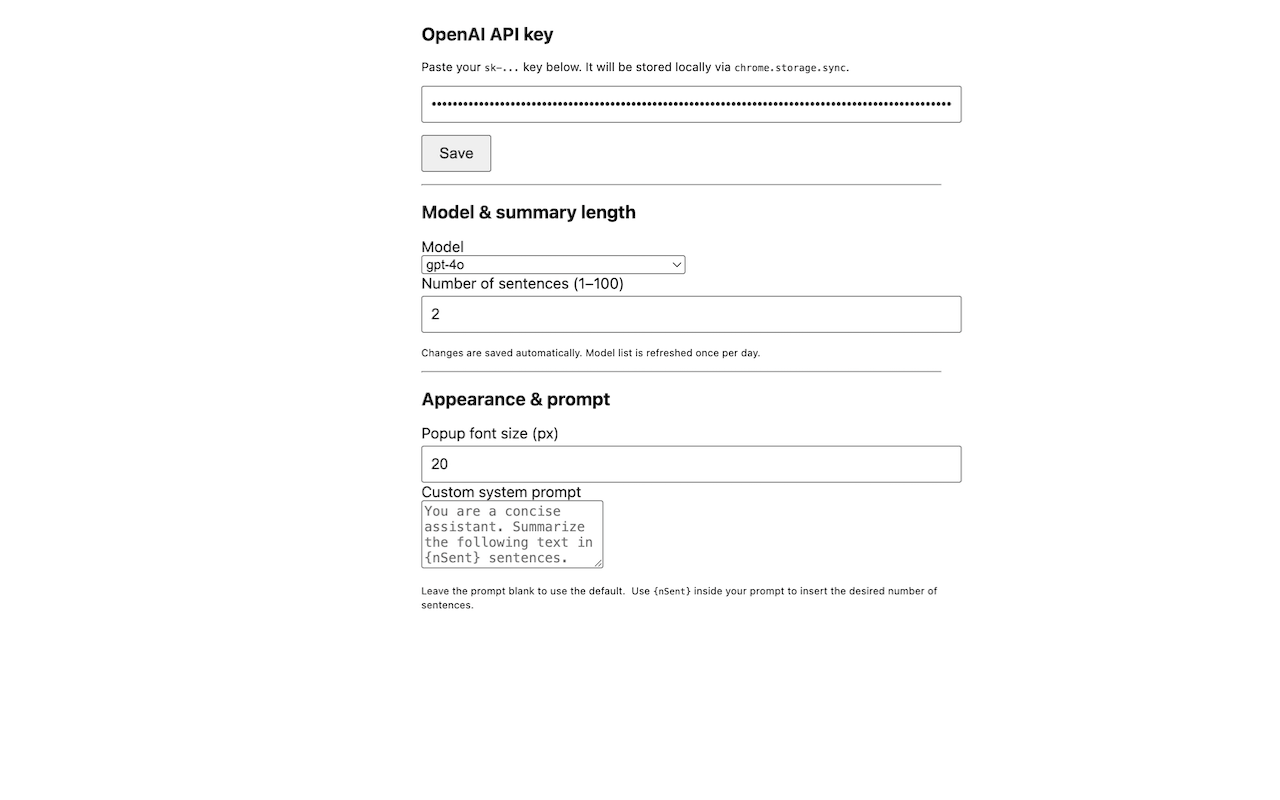 OpenAI API key
Paste your sk-... key below. It will be stored locally via chrome.storage.sync.
Save
Model & summary length
Model
gpt-4o
Number of sentences (1–100)
2
Changes are saved automatically. Model list is refreshed once per day.
Appearance & prompt
Popup font size (px)
20
Custom system prompt
You are a concise
assistant. Summarize
the following text in
{nSent} sentences.
Leave the prompt blank to use the default.  Use {nSent} inside your prompt to insert the desired number of
sentences.